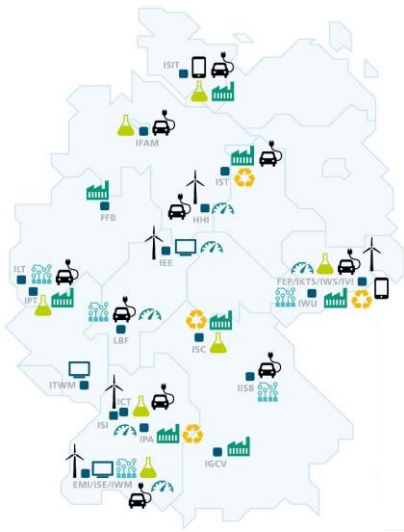 ISIT
IFAM
IST
FFB
HHI
IEE
ILT
FEP/IKTS/IWS/IVI
IPT
IWU
LBF
ISC
ITWM
IISB
ICT
ISI
IPA
IGCV
EMI/ISE/IWM